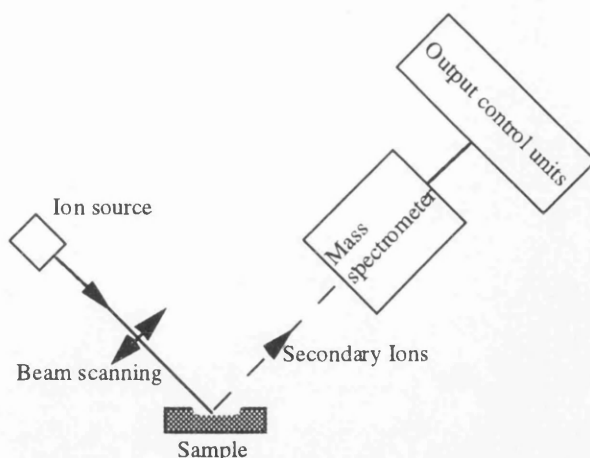 Output control units
Ion source
Mass
spectrometer
Secondary Ions
Beam scanning
Sample